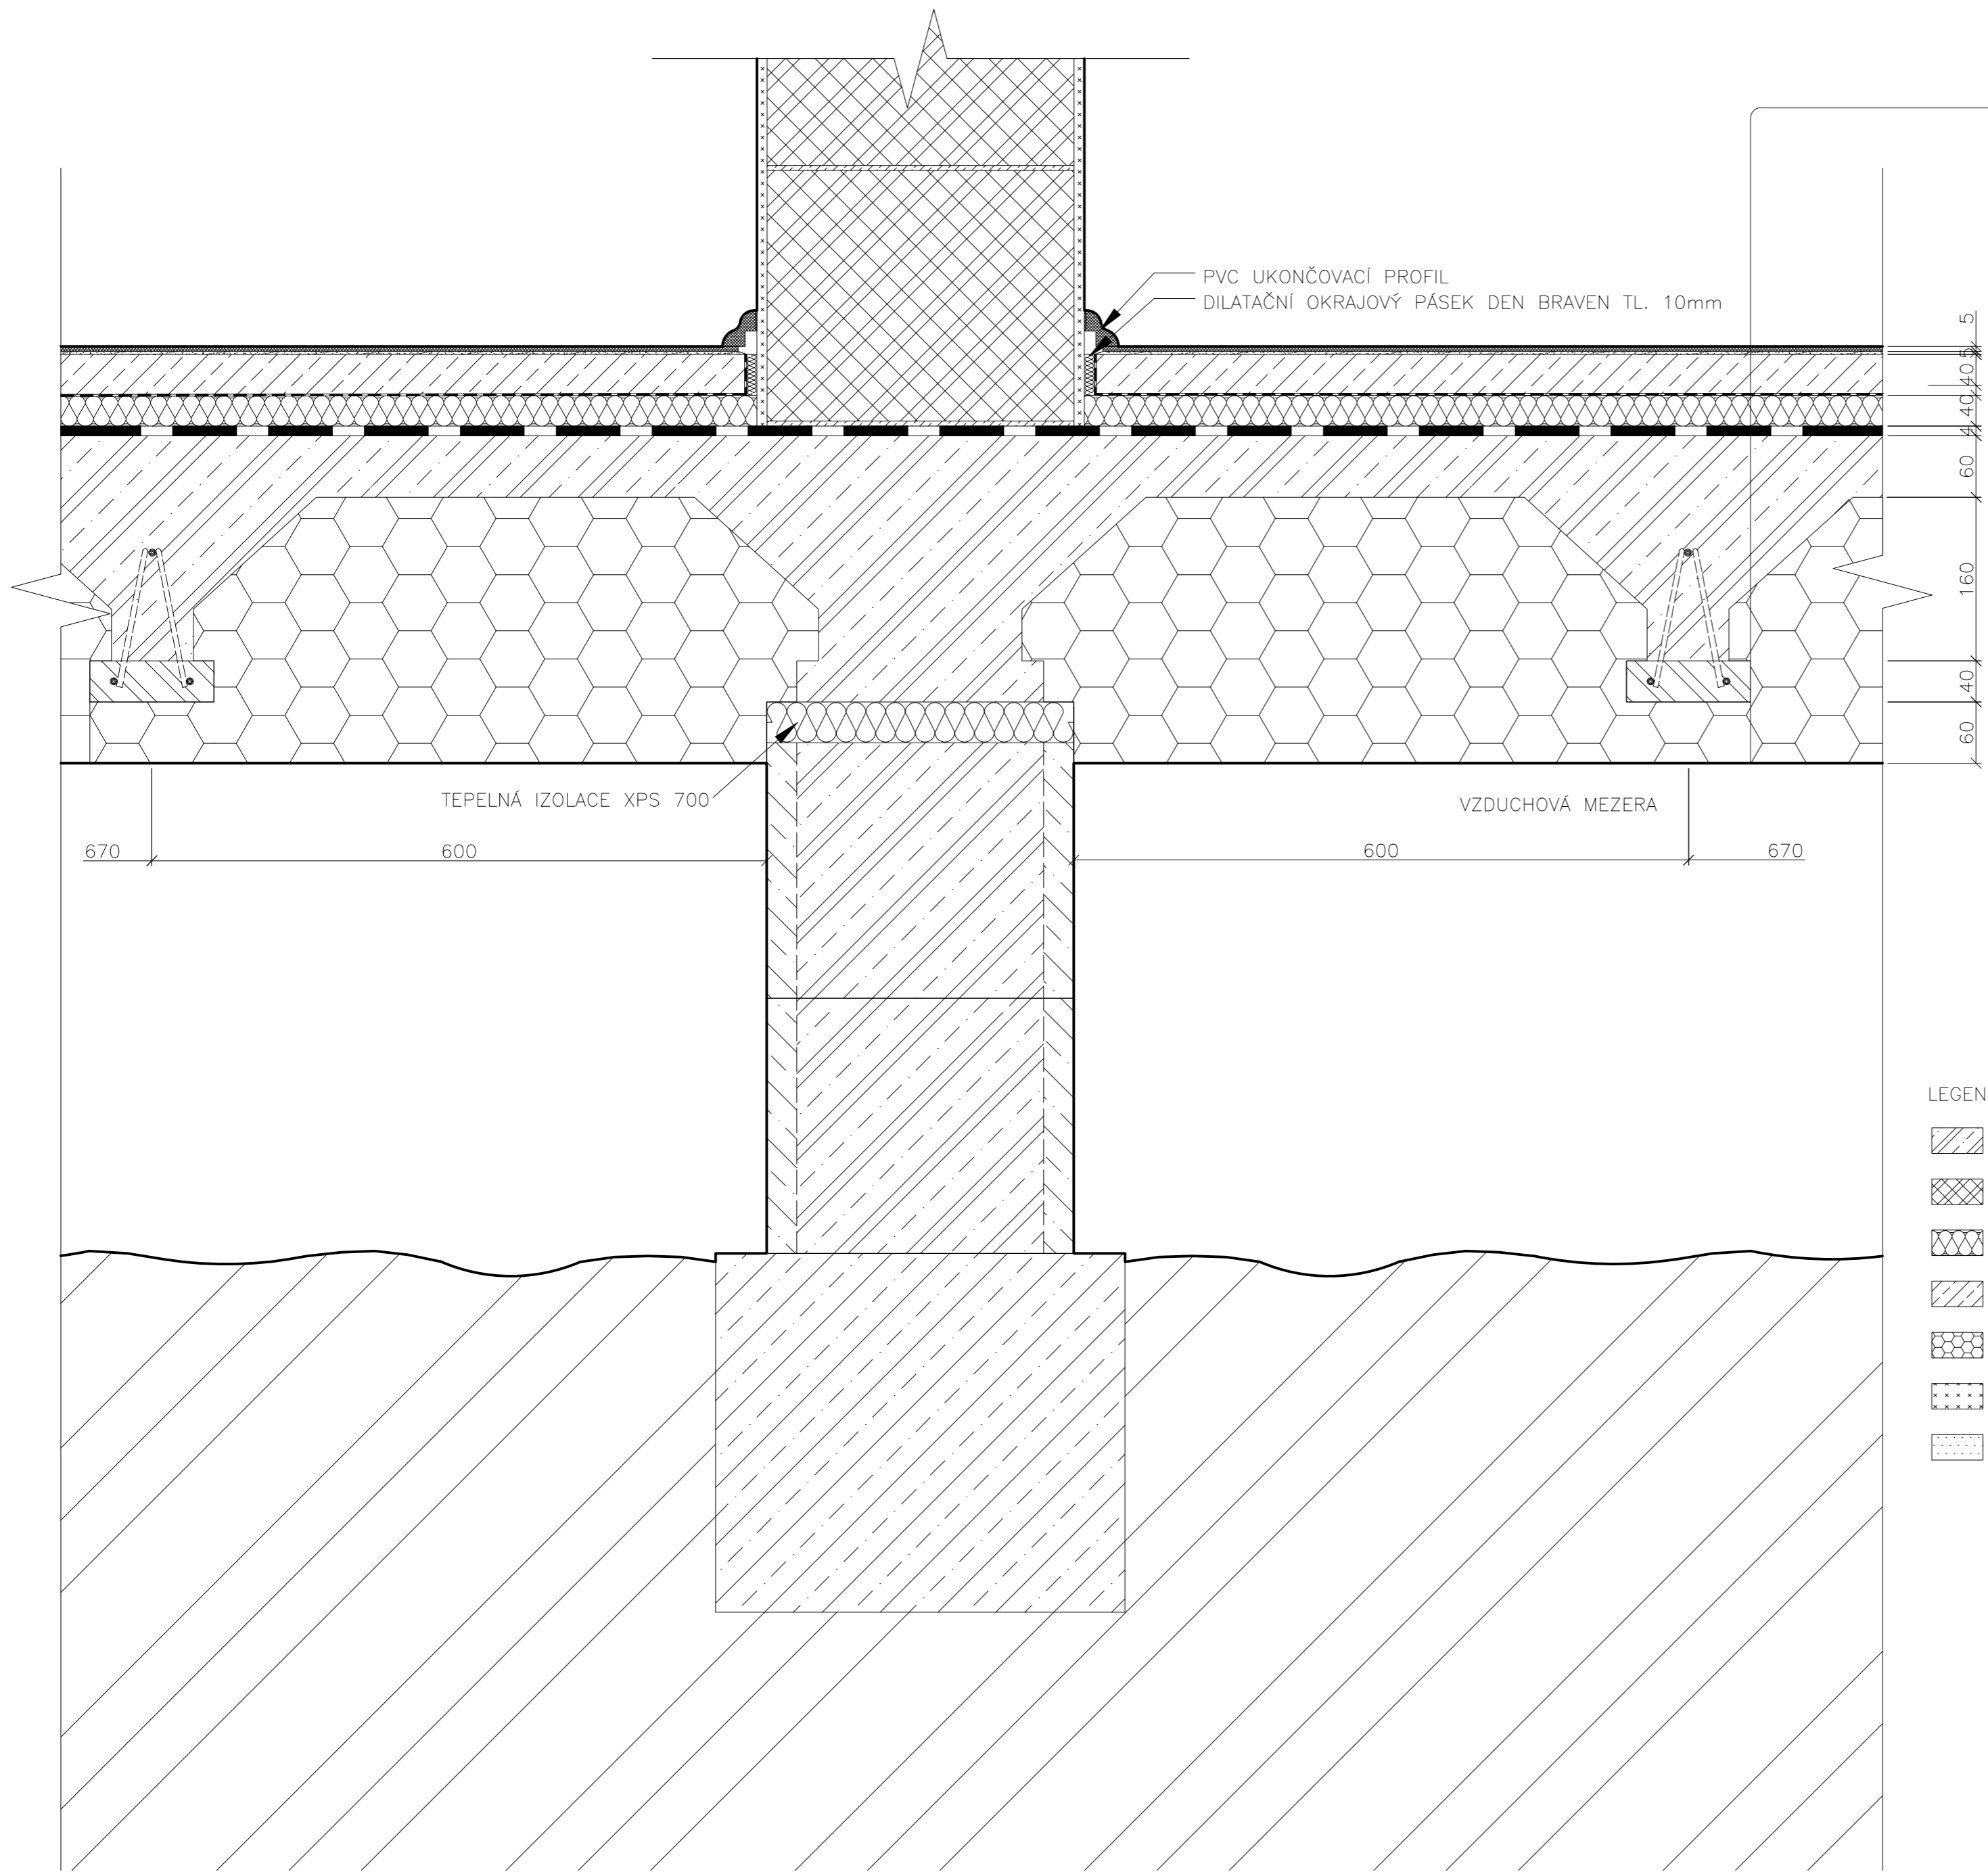 PVC UKONČOVACÍ PROFIL
DILATAČNÍ OKRAJOVÝ PÁSEK DEN BRAVEN TL. 10mm
5
5
40
40
4
60
160
40
60
TEPELNÁ IZOLACE XPS 700
VZDUCHOVÁ MEZERA
670
600
600
670
LEGEN